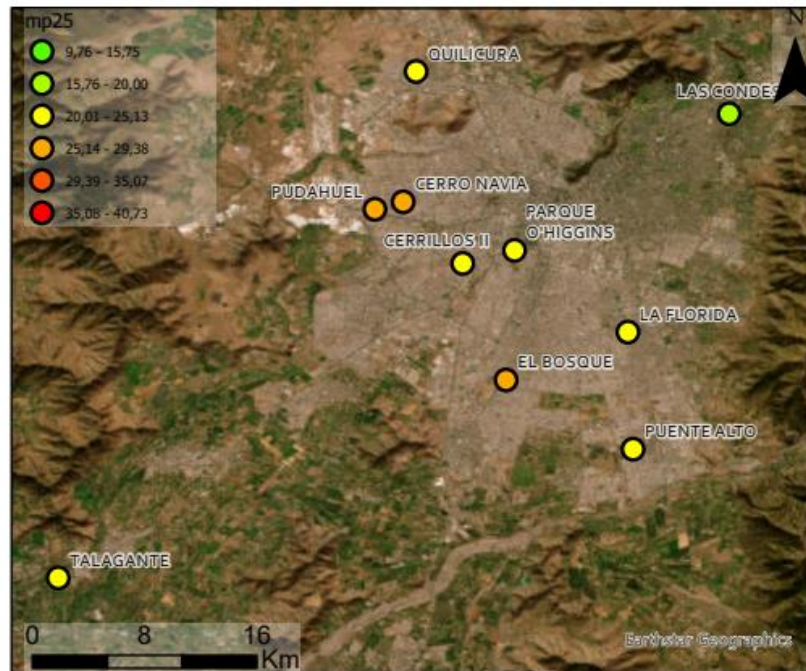 mp25
9,76 - 15,75
15,76 - 20,00
20,01 - 25,13
25,14 - 29,38
29,39 - 35,07
35,08 - 40,73
N
QUILICURA
LAS CONDES
PUDAHUEL
CERRO NAVIA
PARQUE
O'HIGGINS
CERRILLOS II
LA FLORIDA
EL BOSQUE
PUENTE ALTO
TALAGANTE
0 8 16
Km
Earthstar Geographics